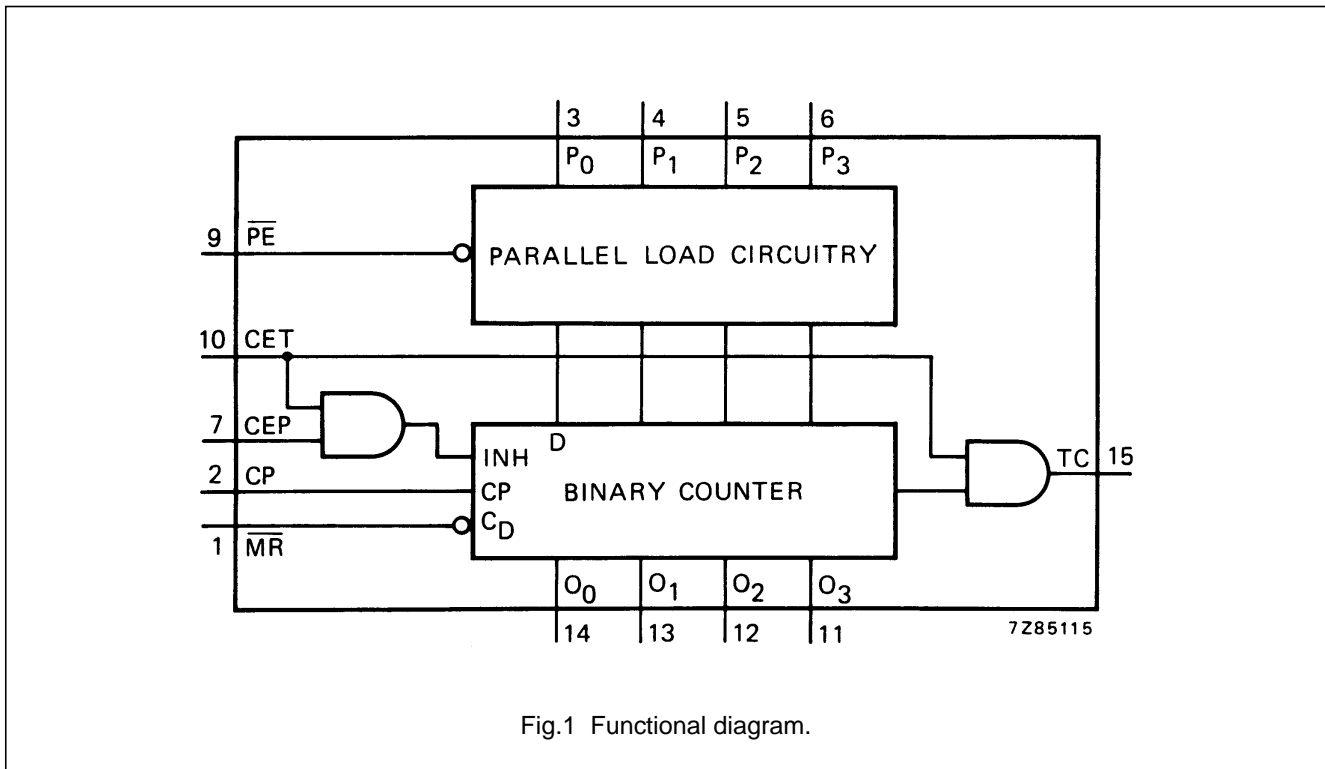 3 4 5 6
P0 P1 P2 P3
9 P̅E̅
PARALLEL LOAD CIRCUITRY
10 CET
7 CEP
D
INH
TC 15
2 CP
CP
BINARY COUNTER
CD
1 M̅R̅
O0 O1 O2 O3
14 13 12 11
7Z85115
Fig.1 Functional diagram.